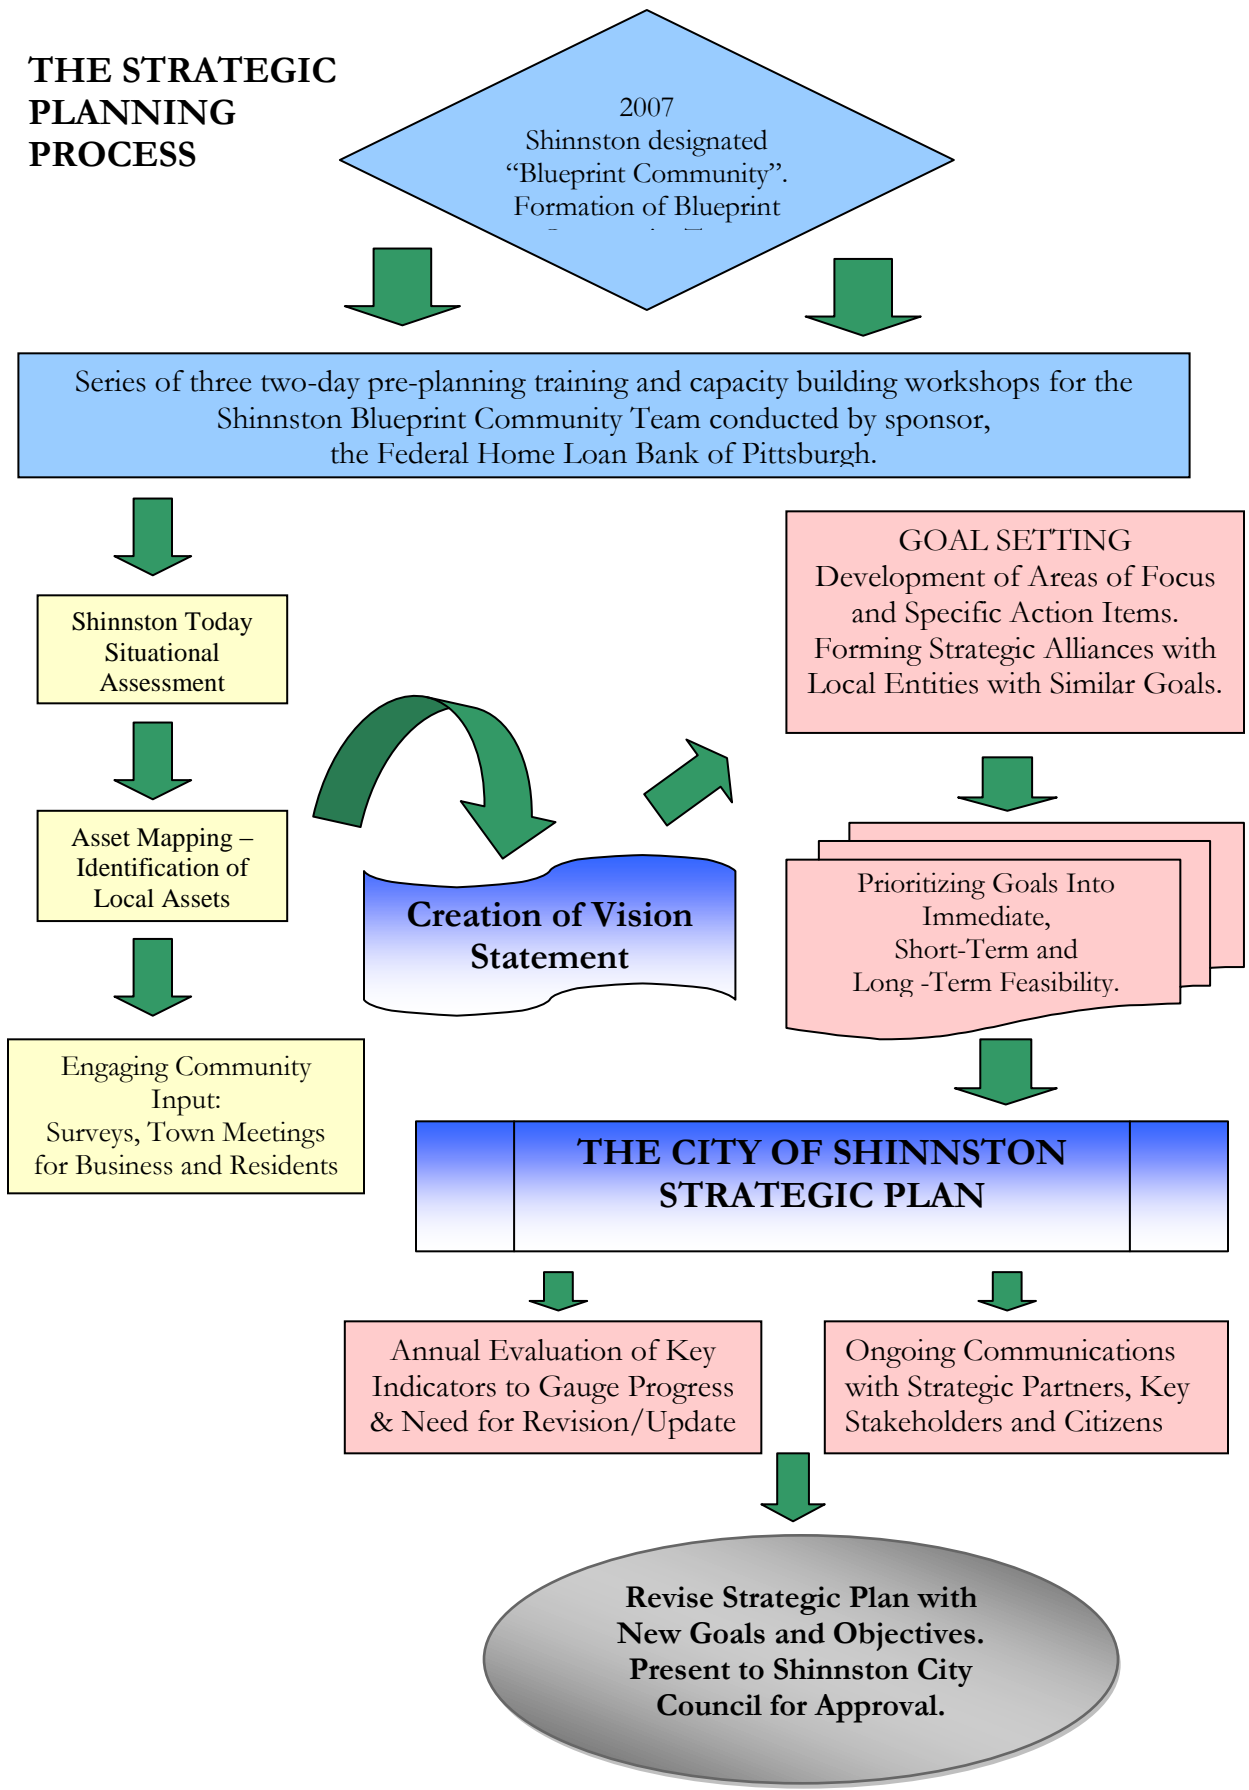 THE STRATEGIC
PLANNING
PROCESS
2007
Shinnston designated
“Blueprint Community”.
Formation of Blueprint
Series of three two-day pre-planning training and capacity building workshops for the
Shinnston Blueprint Community Team conducted by sponsor,
the Federal Home Loan Bank of Pittsburgh.
Shinnston Today
Situational
Assessment
Asset Mapping –
Identification of
Local Assets
Engaging Community
Input:
Surveys, Town Meetings
for Business and Residents
Creation of Vision
Statement
GOAL SETTING
Development of Areas of Focus
and Specific Action Items.
Forming Strategic Alliances with
Local Entities with Similar Goals.
Prioritizing Goals Into
Immediate,
Short-Term and
Long -Term Feasibility.
THE CITY OF SHINNSTON
STRATEGIC PLAN
Annual Evaluation of Key
Indicators to Gauge Progress
& Need for Revision/Update
Ongoing Communications
with Strategic Partners, Key
Stakeholders and Citizens
Revise Strategic Plan with
New Goals and Objectives.
Present to Shinnston City
Council for Approval.